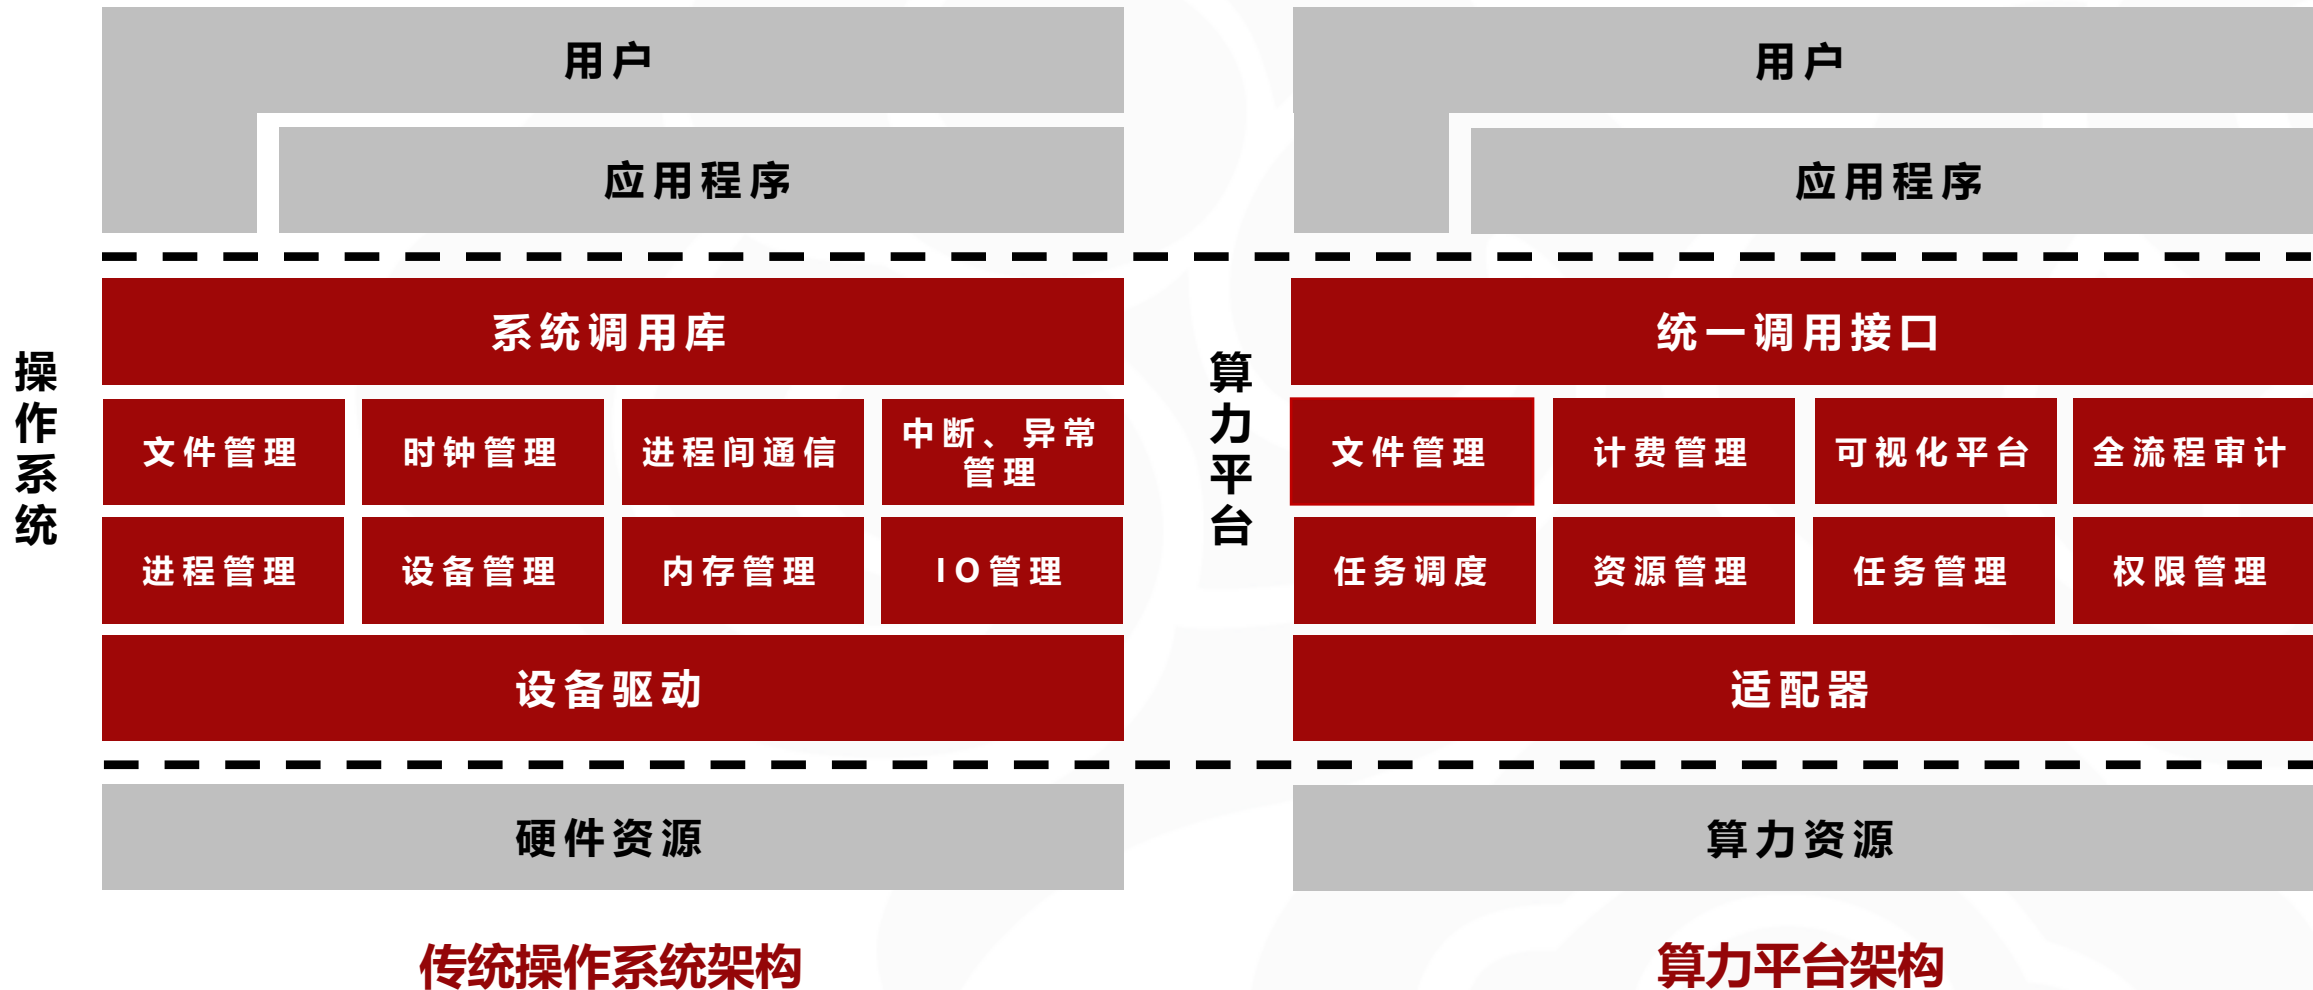 用户
应用程序
操作系统
系统调用库
文件管理
时钟管理
进程间通信
中断、异常
管理
进程管理
设备管理
内存管理
IO管理
设备驱动
硬件资源
传统操作系统架构
用户
应用程序
算力平台
统一调用接口
文件管理
计费管理
可视化平台
全流程审计
任务调度
资源管理
任务管理
权限管理
适配器
算力资源
算力平台架构